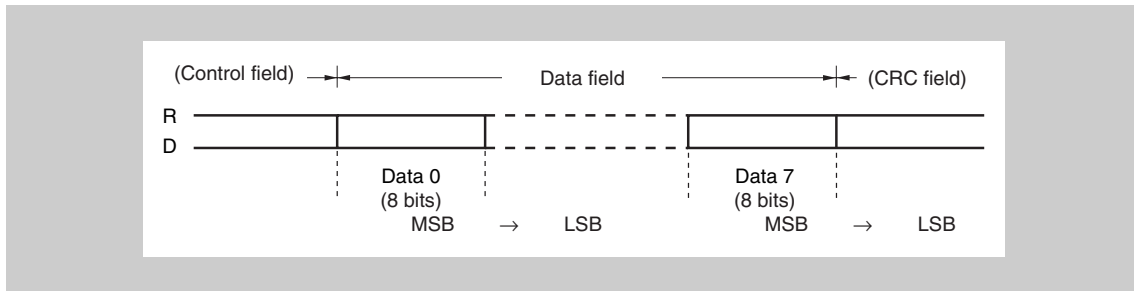 (Control field) Data field (CRC field)
R
D
Data 0 Data 7
(8 bits) (8 bits)
MSB → LSB MSB → LSB